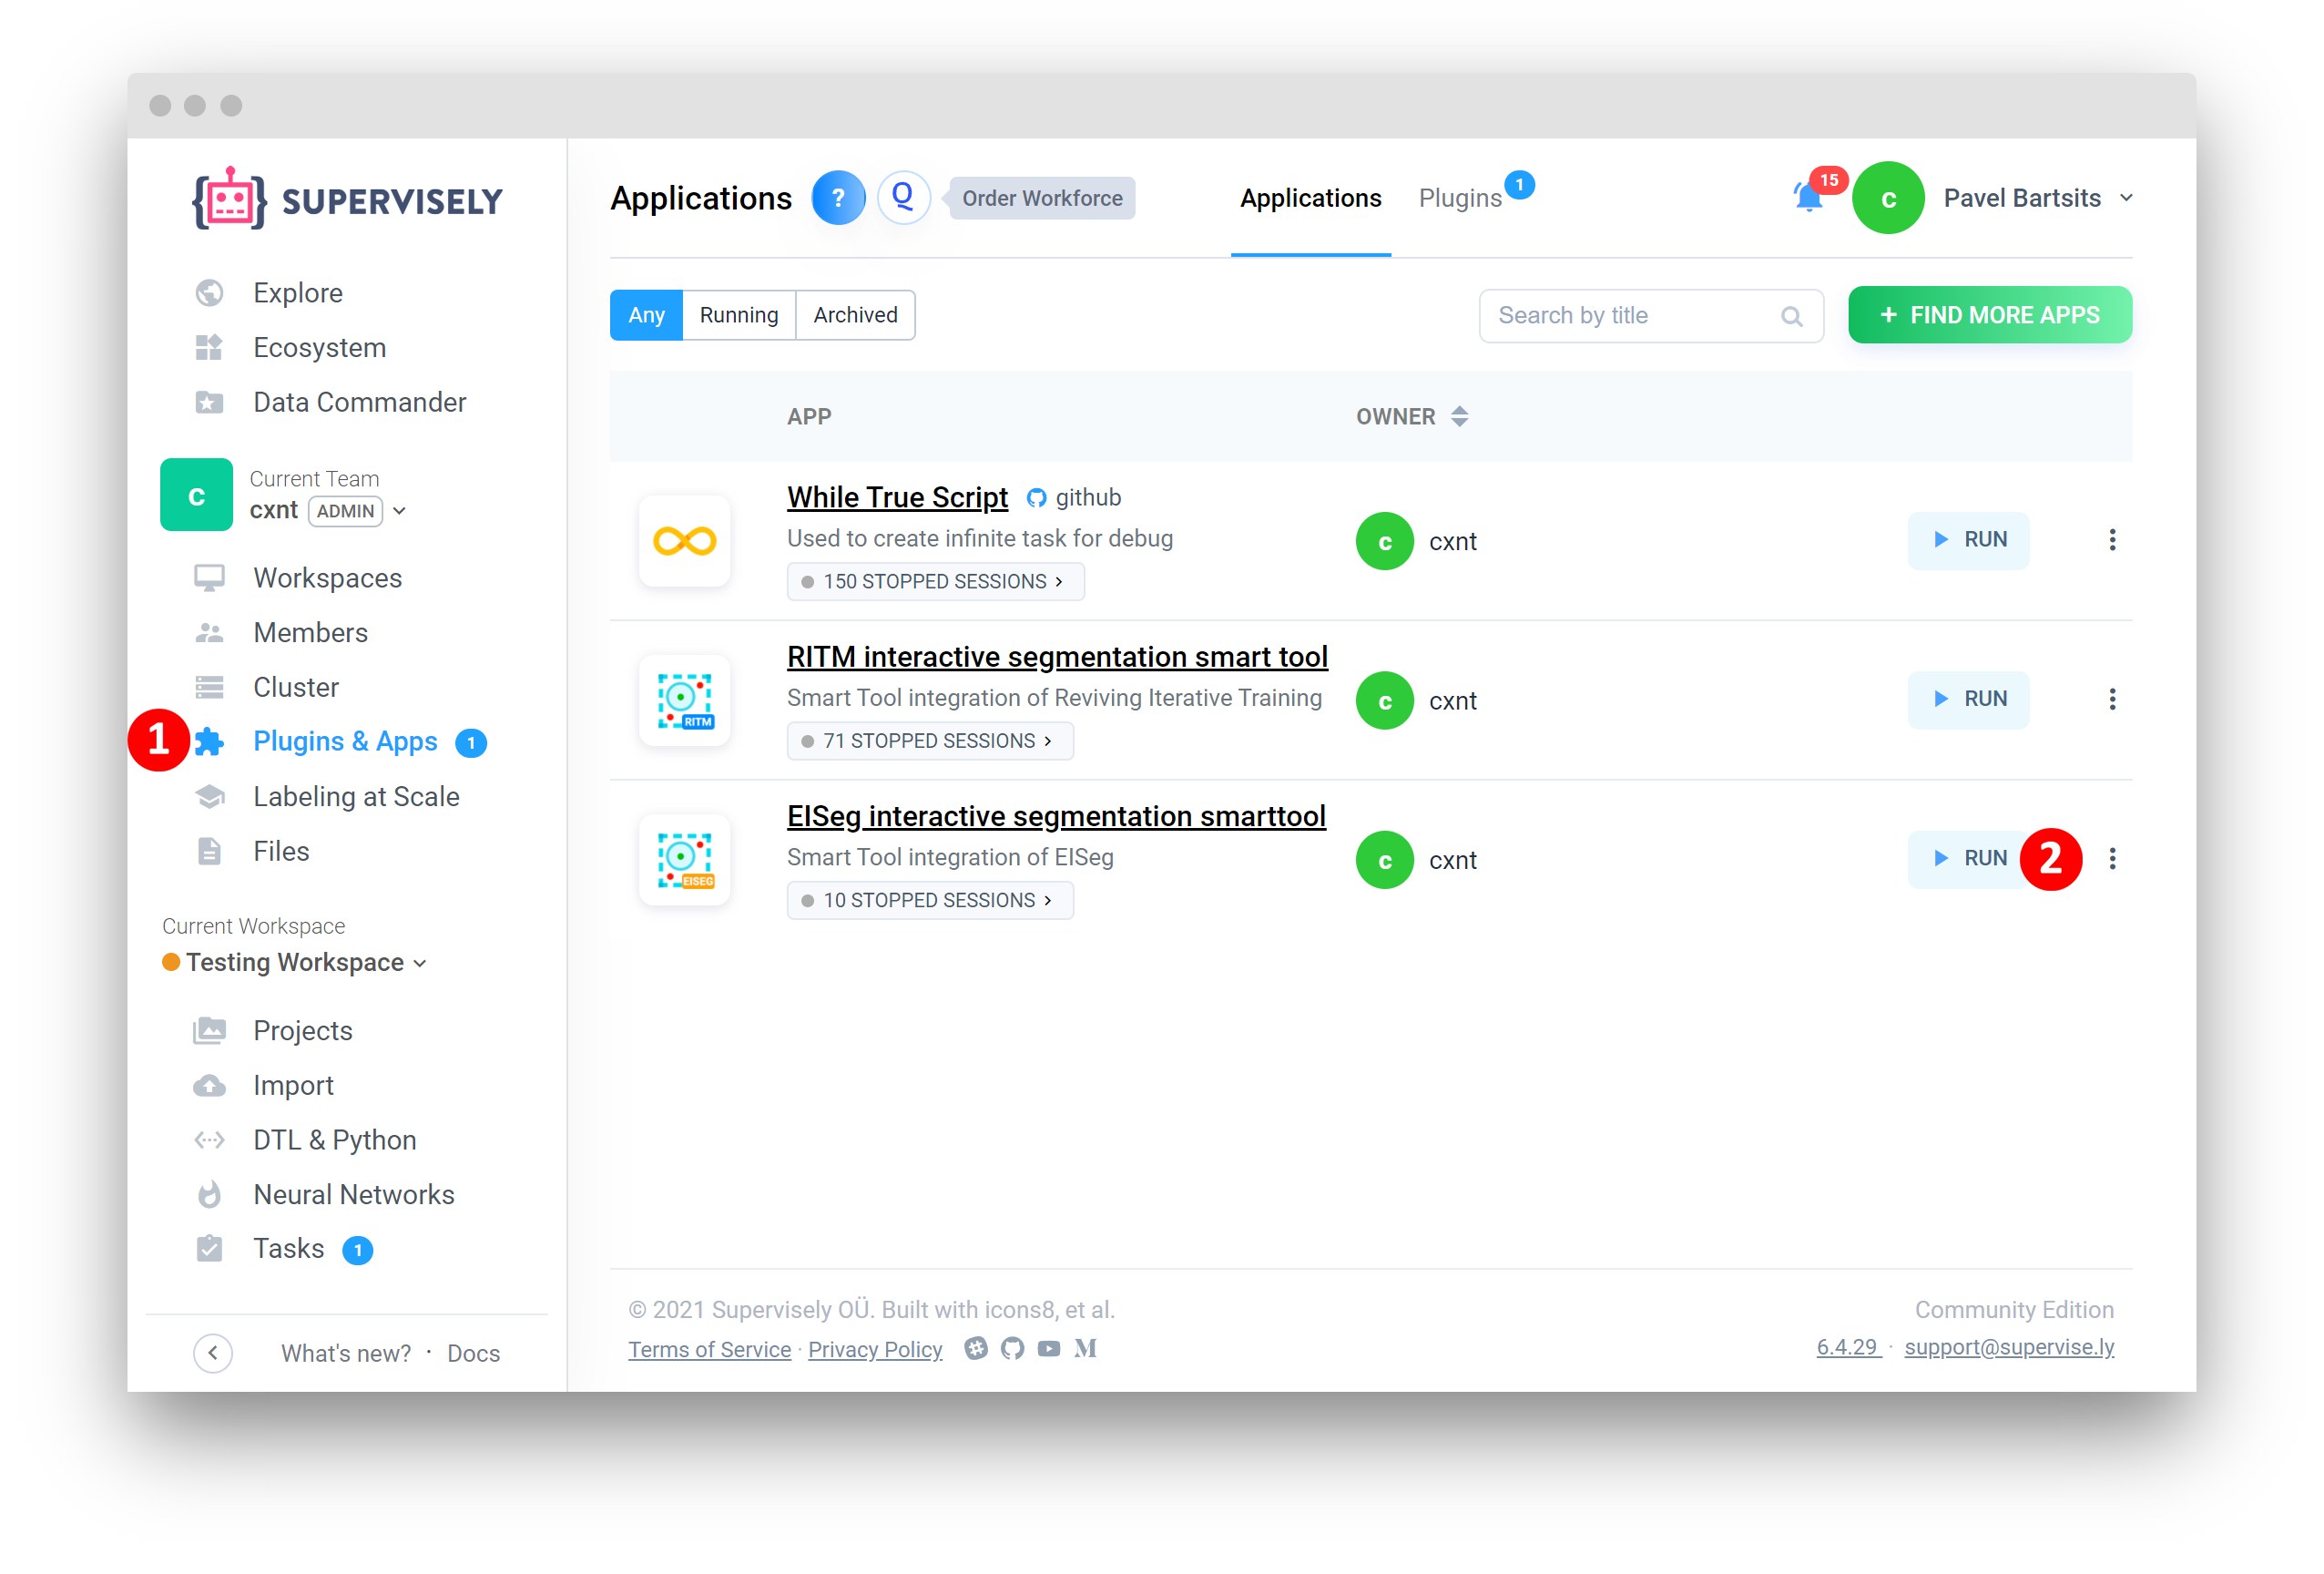 SUPERVISELY
Explore
Ecosystem
Data Commander
c
Current Team
cxnt ADMIN
Workspaces
Members
Cluster
1 Plugins & Apps 1
Labeling at Scale
Files
Current Workspace
Testing Workspace
Projects
Import
DTL & Python
Neural Networks
Tasks 1
What's new? · Docs
Applications ? Q Order Workforce
Applications Plugins 1
15 c Pavel Bartsits
Any Running Archived
Search by title
+ FIND MORE APPS
APP OWNER
While True Script github
Used to create infinite task for debug
150 STOPPED SESSIONS
c cxnt
RUN
RITM
RITM interactive segmentation smart tool
Smart Tool integration of Reviving Iterative Training
71 STOPPED SESSIONS
c cxnt
RUN
EISEG
EISeg interactive segmentation smarttool
Smart Tool integration of EISeg
10 STOPPED SESSIONS
c cxnt
RUN 2
© 2021 Supervisely OÜ. Built with icons8, et al.
Terms of Service · Privacy Policy
Community Edition
6.4.29 · support@supervise.ly